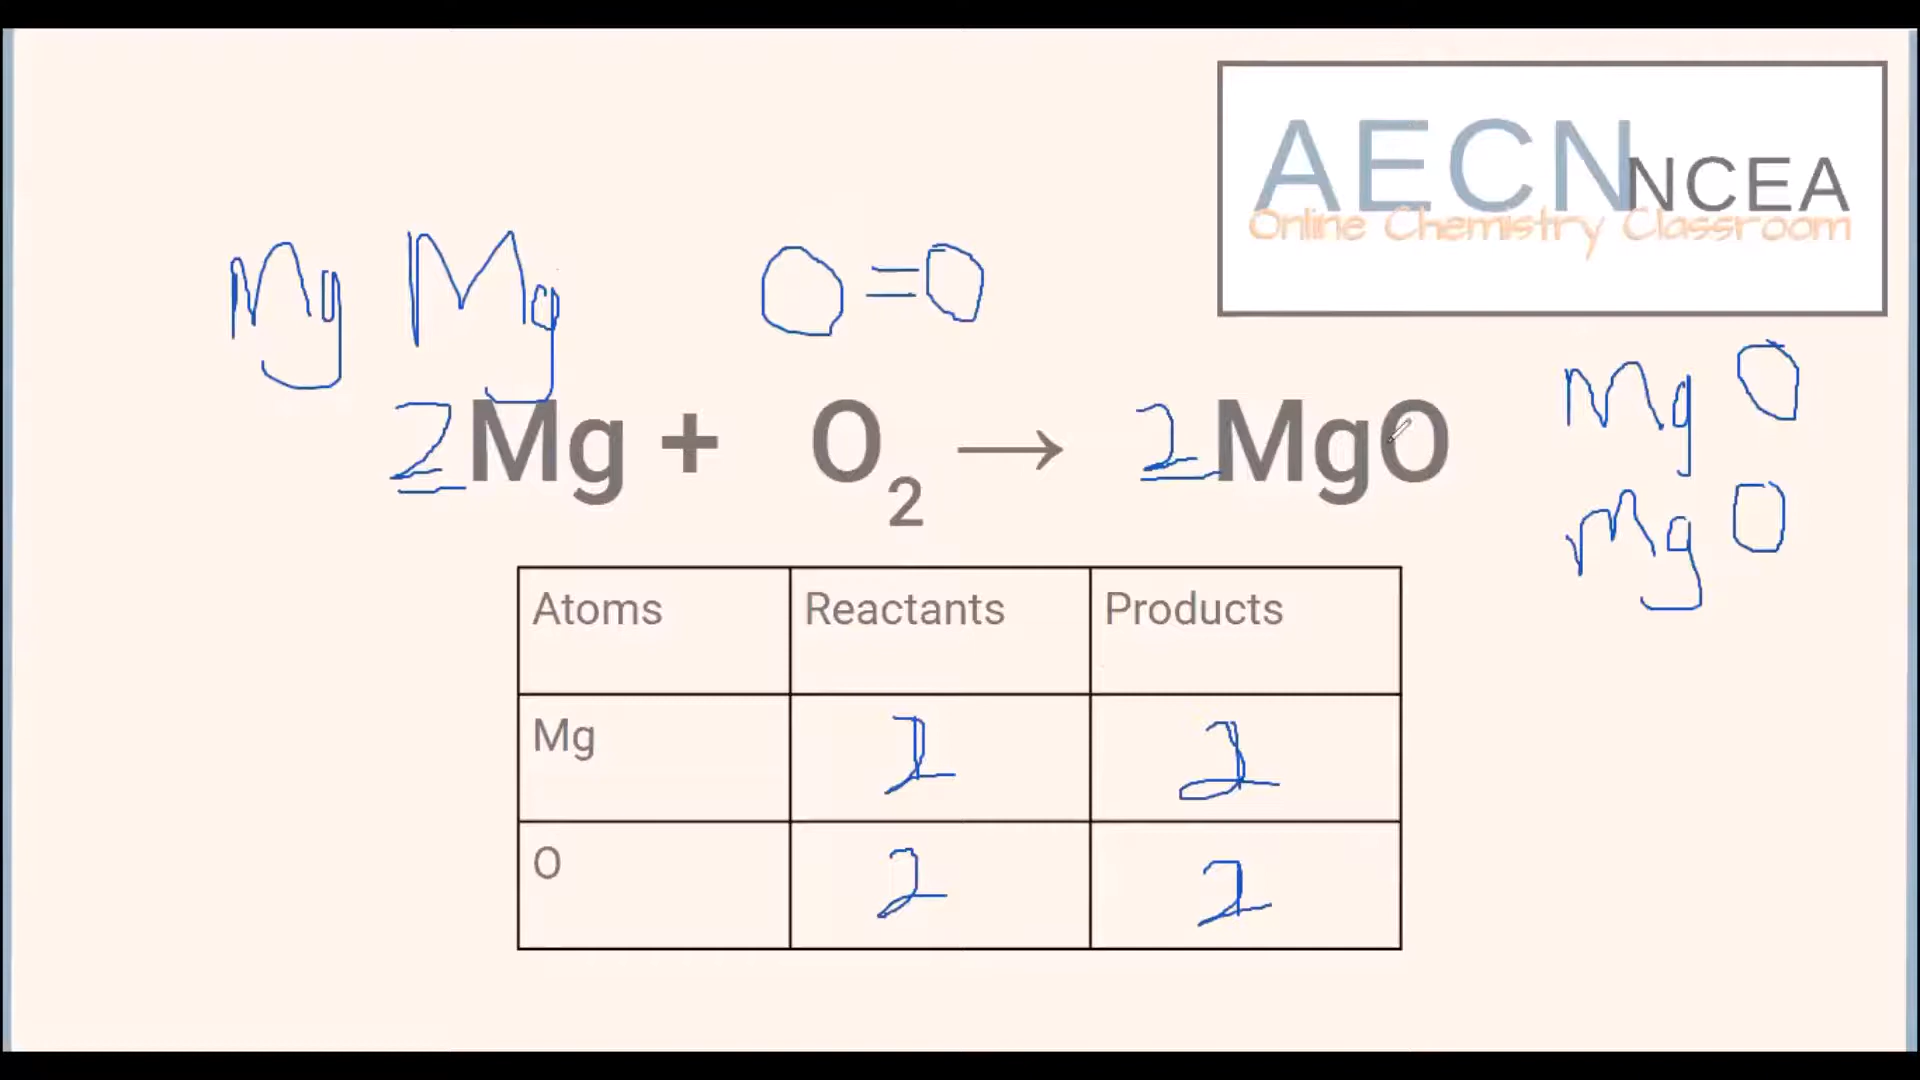 AECN NCEA
Online Chemistry Classroom
Mg Mg O=O
2Mg + O₂ → 2MgO
Mg O
Mg O
Atoms Reactants Products
Mg 2 2
O 2 2